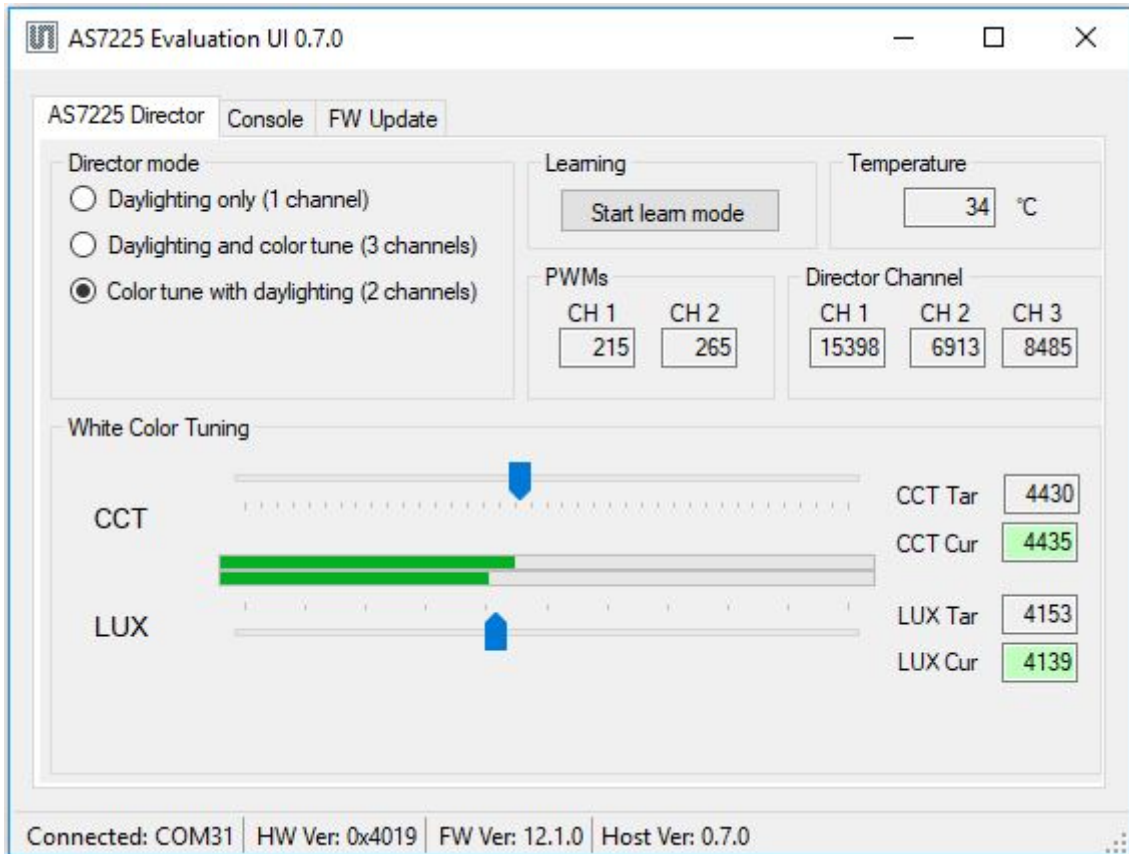 AS7225 Evaluation UI 0.7.0
AS7225 Director Console FW Update
Director mode
Daylighting only (1 channel)
Daylighting and color tune (3 channels)
Color tune with daylighting (2 channels)
Learning
Start learn mode
Temperature
34 °C
PWMs
CH 1 CH 2
215 265
Director Channel
CH 1 CH 2 CH 3
15398 6913 8485
White Color Tuning
CCT
CCT Tar 4430
CCT Cur 4435
LUX
LUX Tar 4153
LUX Cur 4139
Connected: COM31 HW Ver: 0x4019 FW Ver: 12.1.0 Host Ver: 0.7.0